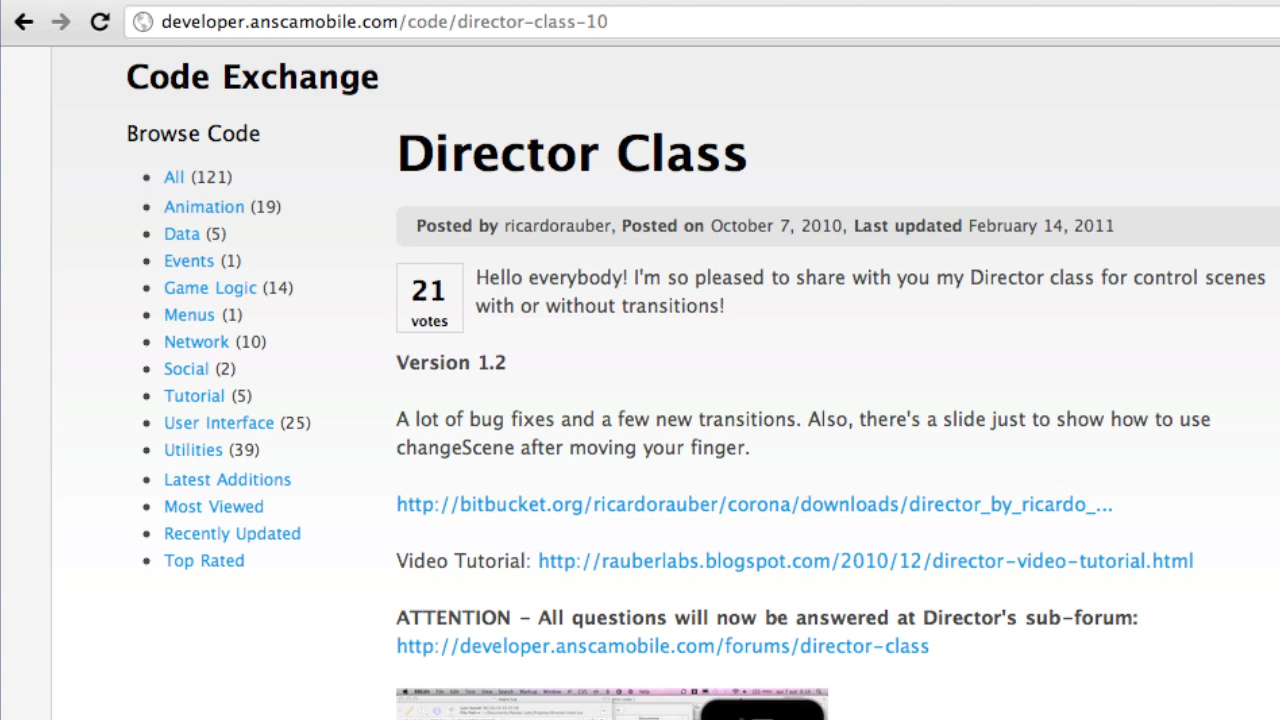 developer.anscamobile.com/code/director-class-10
Code Exchange
Browse Code
All (121)
Animation (19)
Data (5)
Events (1)
Game Logic (14)
Menus (1)
Network (10)
Social (2)
Tutorial (5)
User Interface (25)
Utilities (39)
Latest Additions
Most Viewed
Recently Updated
Top Rated
Director Class
Posted by ricardorauber, Posted on October 7, 2010, Last updated February 14, 2011
21
votes
Hello everybody! I'm so pleased to share with you my Director class for control scenes
with or without transitions!
Version 1.2
A lot of bug fixes and a few new transitions. Also, there's a slide just to show how to use
changeScene after moving your finger.
http://bitbucket.org/ricardorauber/corona/downloads/director_by_ricardo_...
Video Tutorial: http://rauberlabs.blogspot.com/2010/12/director-video-tutorial.html
ATTENTION - All questions will now be answered at Director's sub-forum:
http://developer.anscamobile.com/forums/director-class